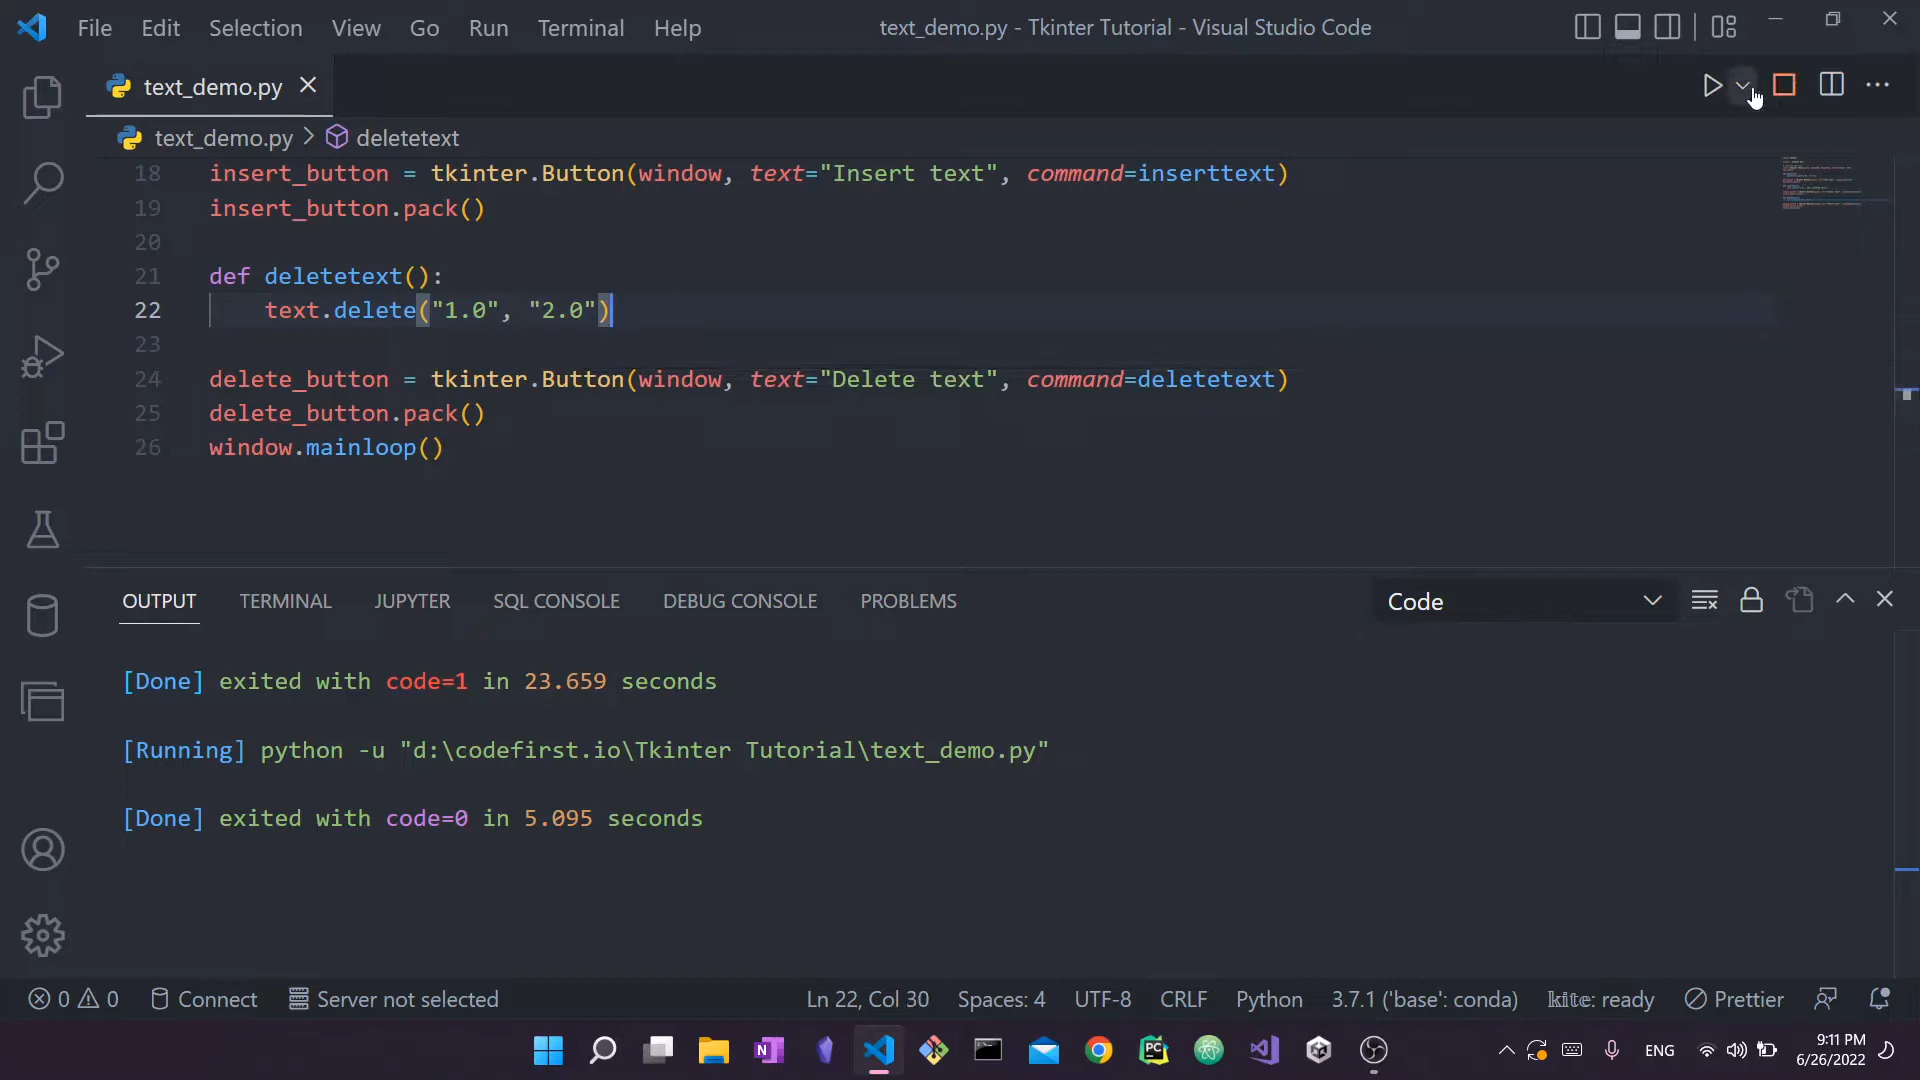 File Edit Selection View Go Run Terminal Help text_demo.py - Tkinter Tutorial - Visual Studio Code
text_demo.py
text_demo.py > deletetext
18 insert_button = tkinter.Button(window, text="Insert text", command=inserttext)
19 insert_button.pack()
20
21 def deletetext():
22 text.delete("1.0", "2.0")
23
24 delete_button = tkinter.Button(window, text="Delete text", command=deletetext)
25 delete_button.pack()
26 window.mainloop()
OUTPUT TERMINAL JUPYTER SQL CONSOLE DEBUG CONSOLE PROBLEMS Code
[Done] exited with code=1 in 23.659 seconds
[Running] python -u "d:\codefirst.io\Tkinter Tutorial\text_demo.py"
[Done] exited with code=0 in 5.095 seconds
0 0 Connect Server not selected Ln 22, Col 30 Spaces: 4 UTF-8 CRLF Python 3.7.1 ('base': conda) kite: ready Prettier
ENG 9:11 PM
6/26/2022